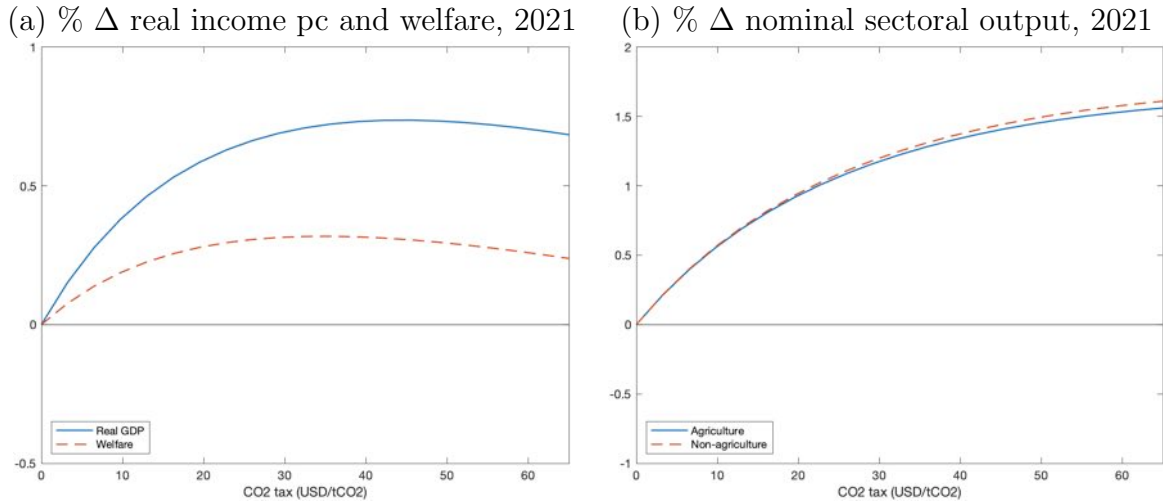 (a) % Δ real income pc and welfare, 2021
1
0.5
0
-0.5
Real GDP
Welfare
0 10 20 30 40 50 60
CO2 tax (USD/tCO2)
(b) % Δ nominal sectoral output, 2021
2
1.5
1
0.5
0
-0.5
-1
Agriculture
Non-agriculture
0 10 20 30 40 50 60
CO2 tax (USD/tCO2)